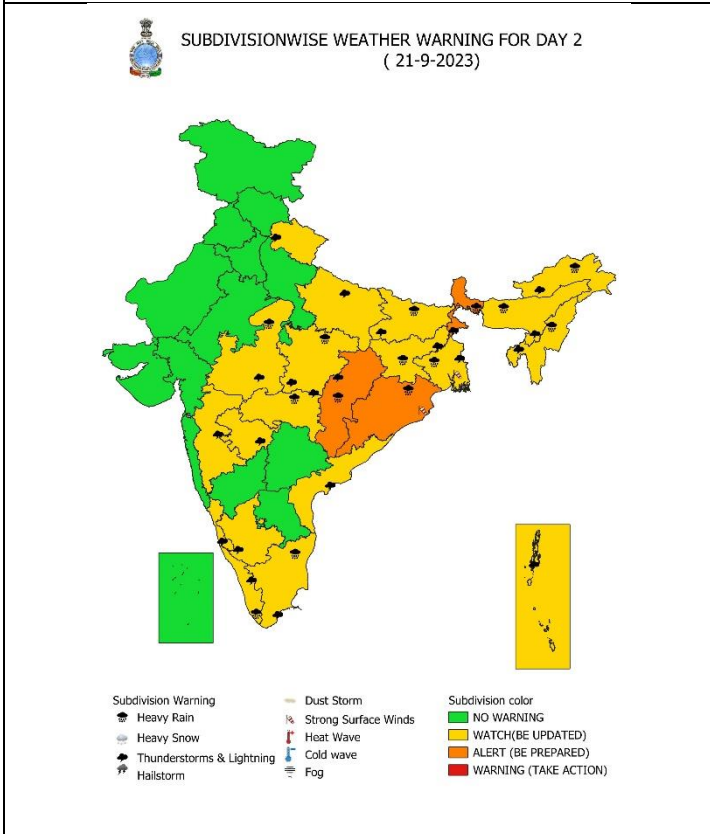 SUBDIVISIONWISE WEATHER WARNING FOR DAY 2
( 21-9-2023)
Subdivision Warning
Heavy Rain
Heavy Snow
Thunderstorms & Lightning
Hailstorm
Dust Storm
Strong Surface Winds
Heat Wave
Cold wave
Fog
Subdivision color
NO WARNING
WATCH(BE UPDATED)
ALERT (BE PREPARED)
WARNING (TAKE ACTION)